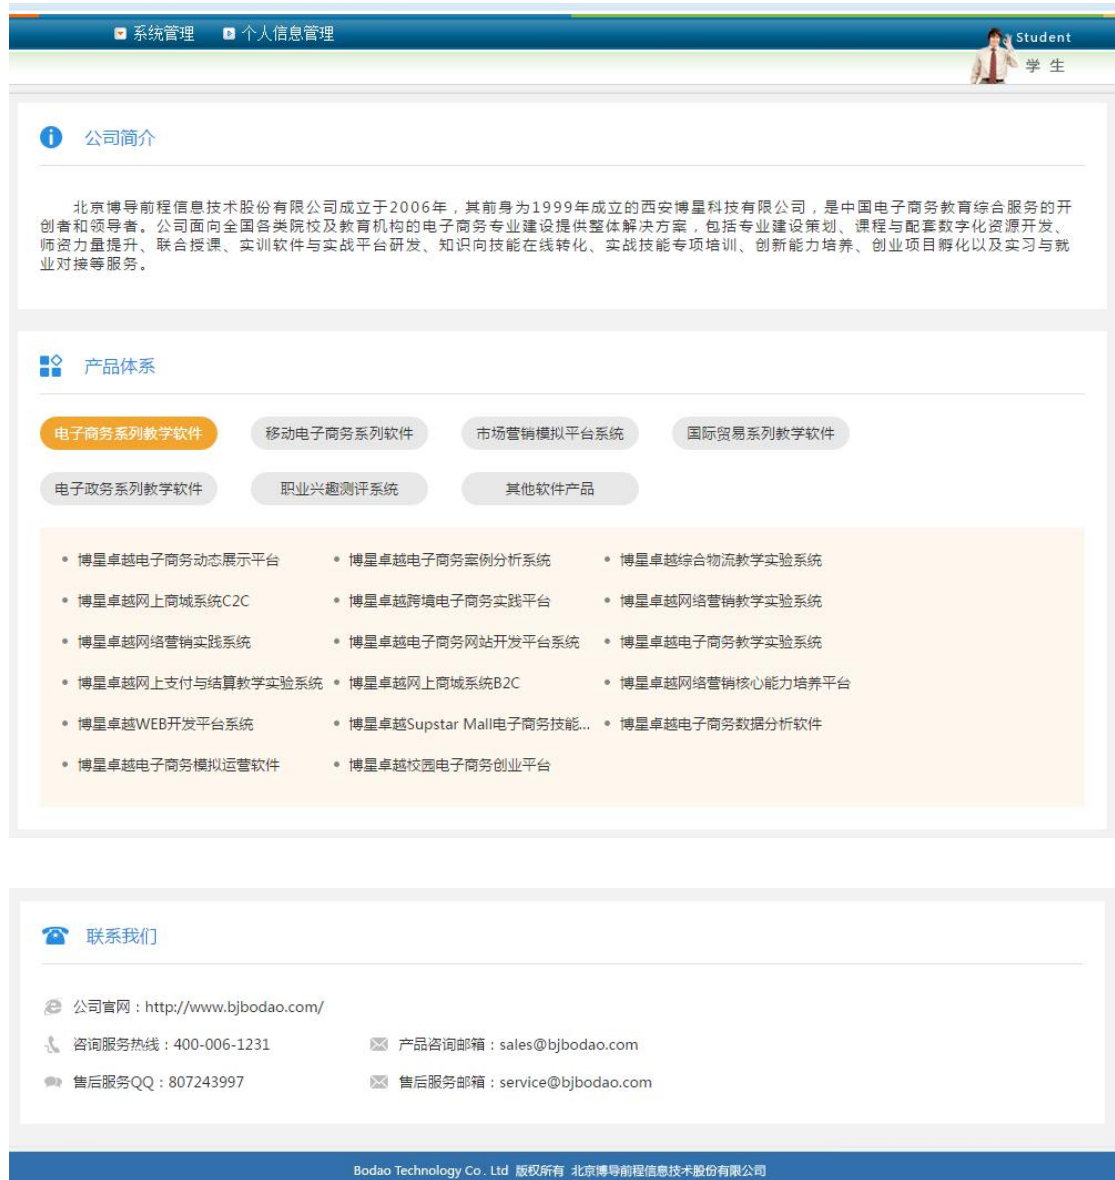 系统管理 个人信息管理
Student
学 生
公司简介
北京博导前程信息技术股份有限公司成立于2006年，其前身为1999年成立的西安博星科技有限公司，是中国电子商务教育综合服务的开
创者和领导者。公司面向全国各类院校及教育机构的电子商务专业建设提供整体解决方案，包括专业建设策划、课程与配套数字化资源开发、
师资力量提升、联合授课、实训软件与实战平台研发、知识向技能在线转化、实战技能专项培训、创新能力培养、创业项目孵化以及实习与就
业对接等服务。
产品体系
电子商务系列教学软件 移动电子商务系列软件 市场营销模拟平台系统 国际贸易系列教学软件
电子政务系列教学软件 职业兴趣测评系统 其他软件产品
• 博星卓越电子商务动态展示平台 • 博星卓越电子商务案例分析系统 • 博星卓越综合物流教学实验系统
• 博星卓越网上商城系统C2C • 博星卓越跨境电子商务实践平台 • 博星卓越网络营销教学实验系统
• 博星卓越网络营销实践系统 • 博星卓越电子商务网站开发平台系统 • 博星卓越电子商务教学实验系统
• 博星卓越网上支付与结算教学实验系统 • 博星卓越网上商城系统B2C • 博星卓越网络营销核心能力培养平台
• 博星卓越WEB开发平台系统 • 博星卓越Supstar Mall电子商务技能... • 博星卓越电子商务数据分析软件
• 博星卓越电子商务模拟运营软件 • 博星卓越校园电子商务创业平台
联系我们
公司官网：http://www.bjbodao.com/
咨询服务热线：400-006-1231 产品咨询邮箱：sales@bjbodao.com
售后服务QQ：807243997 售后服务邮箱：service@bjbodao.com
Bodao Technology Co. Ltd 版权所有 北京博导前程信息技术股份有限公司